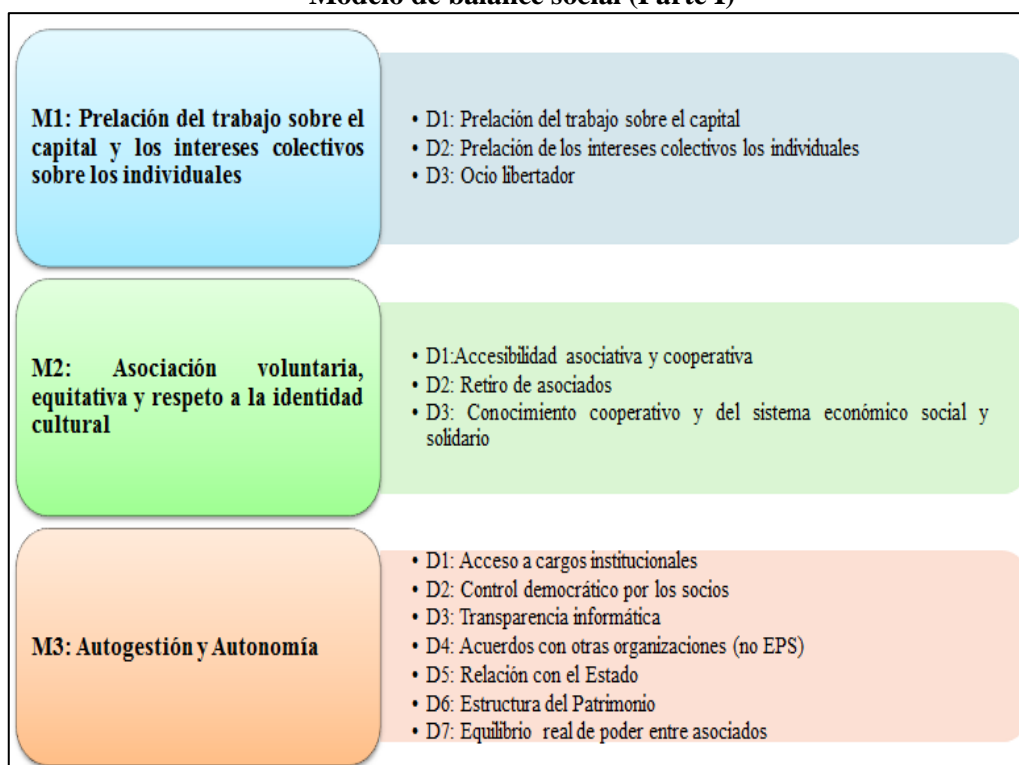 Modelo de balance social (Parte I)
M1: Prelación del trabajo sobre el
capital y los intereses colectivos
sobre los individuales
• D1: Prelación del trabajo sobre el capital
• D2: Prelación de los intereses colectivos los individuales
• D3: Ocio libertador
M2: Asociación voluntaria,
equitativa y respeto a la identidad
cultural
• D1:Accesibilidad asociativa y cooperativa
• D2: Retiro de asociados
• D3: Conocimiento cooperativo y del sistema económico social y
solidario
M3: Autogestión y Autonomía
• D1: Acceso a cargos institucionales
• D2: Control democrático por los socios
• D3: Transparencia informática
• D4: Acuerdos con otras organizaciones (no EPS)
• D5: Relación con el Estado
• D6: Estructura del Patrimonio
• D7: Equilibrio real de poder entre asociados